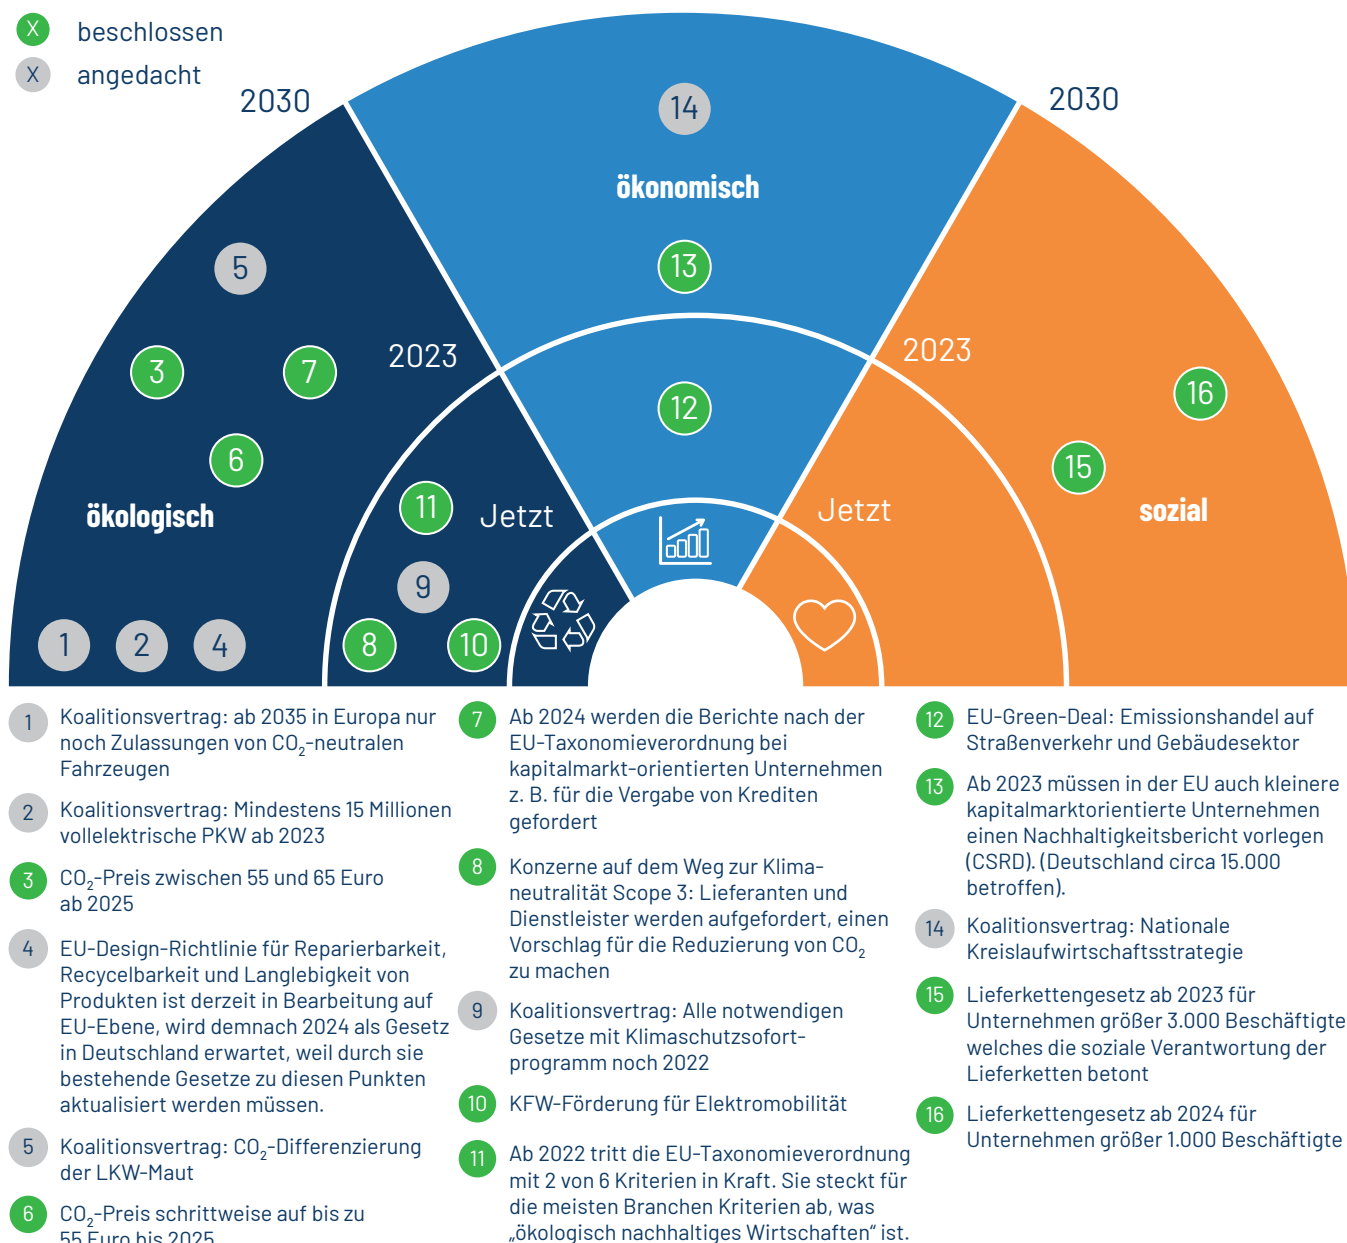 X beschlossen
X angedacht
2030
2030
14
ökonomisch
13
5
3
7
2023
2023
12
6
16
15
11
Jetzt
Jetzt
ökologisch
sozial
9
1
2
4
8
10
1 Koalitionsvertrag: ab 2035 in Europa nur
noch Zulassungen von CO₂-neutralen
Fahrzeugen
2 Koalitionsvertrag: Mindestens 15 Millionen
vollelektrische PKW ab 2023
3 CO₂-Preis zwischen 55 und 65 Euro
ab 2025
4 EU-Design-Richtlinie für Reparierbarkeit,
Recycelbarkeit und Langlebigkeit von
Produkten ist derzeit in Bearbeitung auf
EU-Ebene, wird demnach 2024 als Gesetz
in Deutschland erwartet, weil durch sie
bestehende Gesetze zu diesen Punkten
aktualisiert werden müssen.
5 Koalitionsvertrag: CO₂-Differenzierung
der LKW-Maut
6 CO₂-Preis schrittweise auf bis zu
55 Euro bis 2025
7 Ab 2024 werden die Berichte nach der
EU-Taxonomieverordnung bei
kapitalmarkt-orientierten Unternehmen
z. B. für die Vergabe von Krediten
gefordert
8 Konzerne auf dem Weg zur Klima-
neutralität Scope 3: Lieferanten und
Dienstleister werden aufgefordert, einen
Vorschlag für die Reduzierung von CO₂
zu machen
9 Koalitionsvertrag: Alle notwendigen
Gesetze mit Klimaschutzsofort-
programm noch 2022
10 KFW-Förderung für Elektromobilität
11 Ab 2022 tritt die EU-Taxonomieverordnung
mit 2 von 6 Kriterien in Kraft. Sie steckt für
die meisten Branchen Kriterien ab, was
„ökologisch nachhaltiges Wirtschaften“ ist.
12 EU-Green-Deal: Emissionshandel auf
Straßenverkehr und Gebäudesektor
13 Ab 2023 müssen in der EU auch kleinere
kapitalmarktorientierte Unternehmen
einen Nachhaltigkeitsbericht vorlegen
(CSRD). (Deutschland circa 15.000
betroffen).
14 Koalitionsvertrag: Nationale
Kreislaufwirtschaftsstrategie
15 Lieferkettengesetz ab 2023 für
Unternehmen größer 3.000 Beschäftigte
welches die soziale Verantwortung der
Lieferketten betont
16 Lieferkettengesetz ab 2024 für
Unternehmen größer 1.000 Beschäftigte